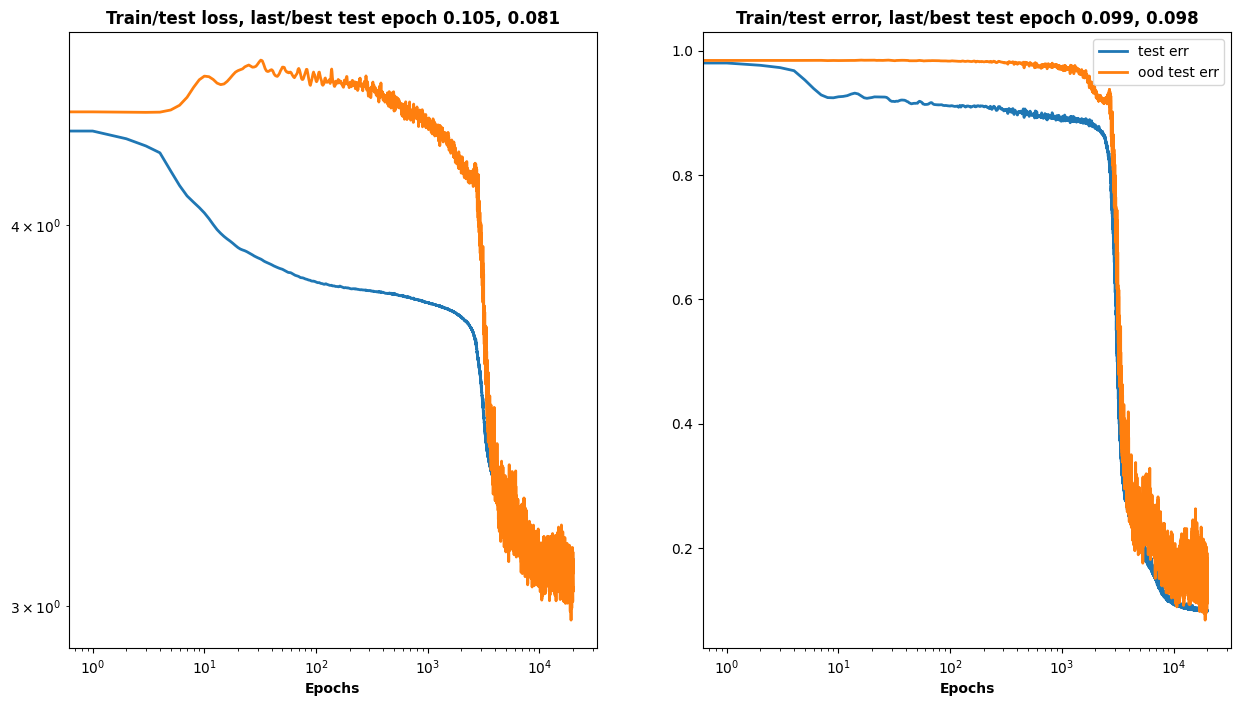 Train/test loss, last/best test epoch 0.105, 0.081
4 × 10⁰
3 × 10⁰
10⁰ 10¹ 10² 10³ 10⁴
Epochs
Train/test error, last/best test epoch 0.099, 0.098
test err
ood test err
1.0
0.8
0.6
0.4
0.2
10⁰ 10¹ 10² 10³ 10⁴
Epochs